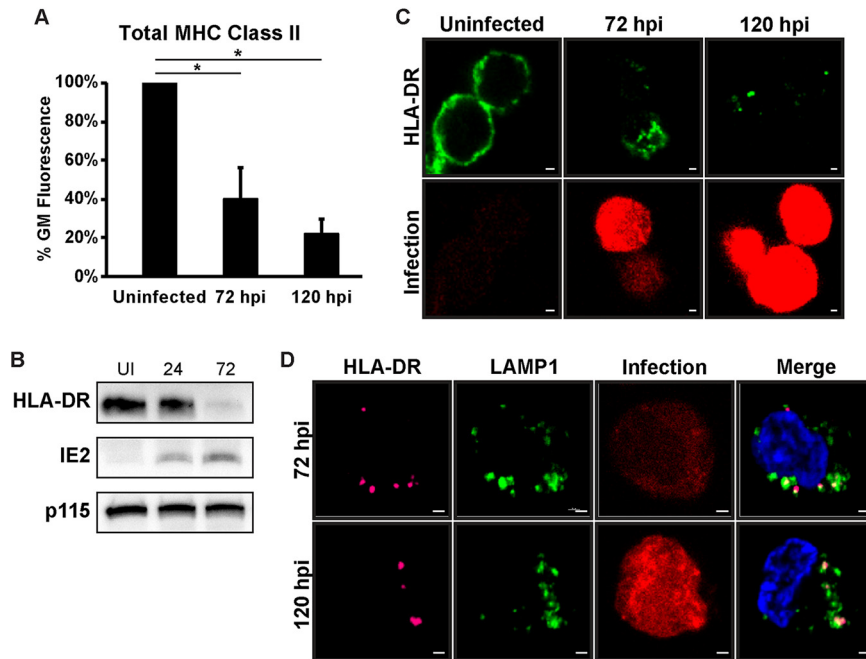 A
Total MHC Class II
*
*
% GM Fluorescence
100%
80%
60%
40%
20%
0%
Uninfected 72 hpi 120 hpi
B
UI 24 72
HLA-DR
IE2
p115
C
Uninfected 72 hpi 120 hpi
HLA-DR
Infection
D
HLA-DR LAMP1 Infection Merge
72 hpi
120 hpi